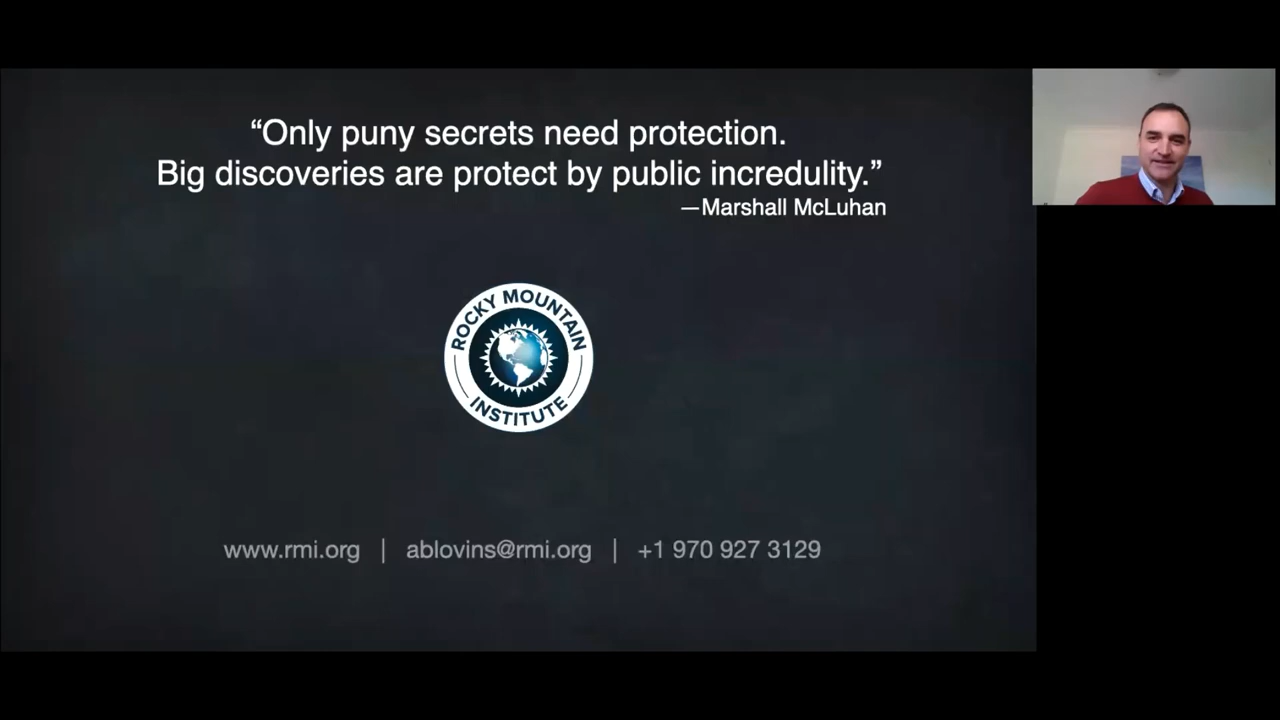 “Only puny secrets need protection.
Big discoveries are protect by public incredulity.”
—Marshall McLuhan
ROCKY MOUNTAIN
INSTITUTE
www.rmi.org | ablovins@rmi.org | +1 970 927 3129